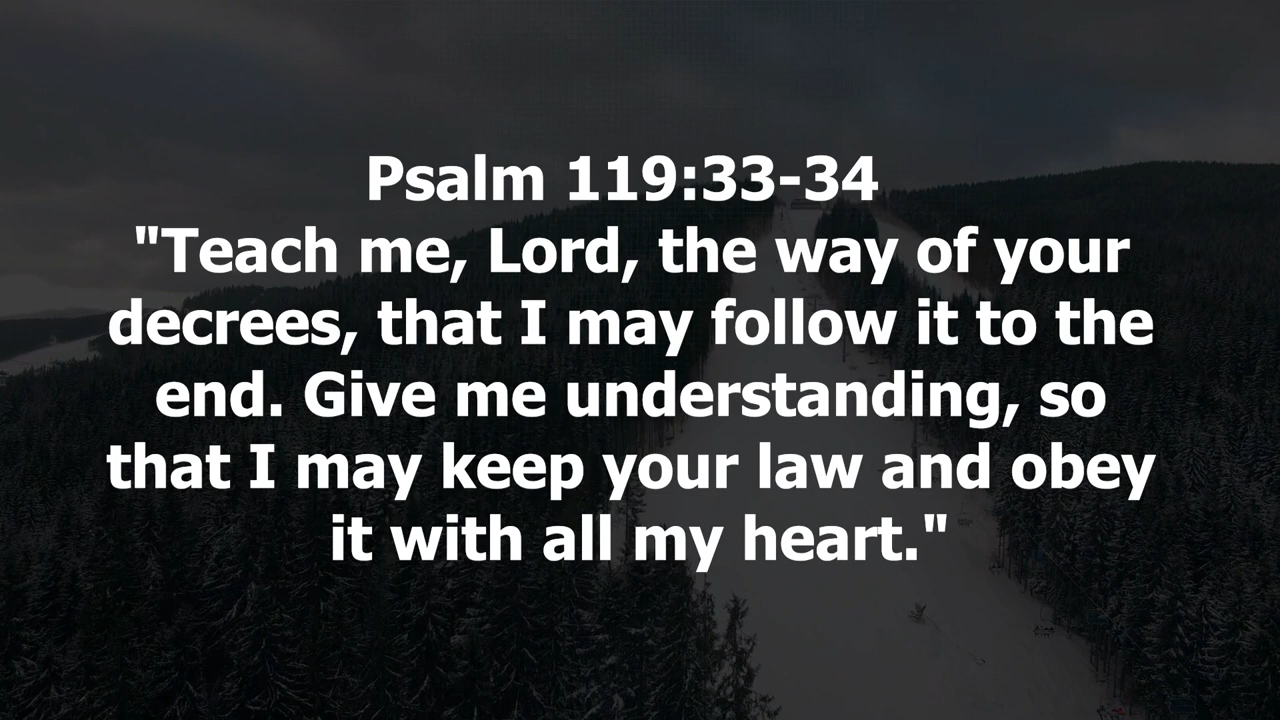 Psalm 119:33-34
"Teach me, Lord, the way of your
decrees, that I may follow it to the
end. Give me understanding, so
that I may keep your law and obey
it with all my heart."